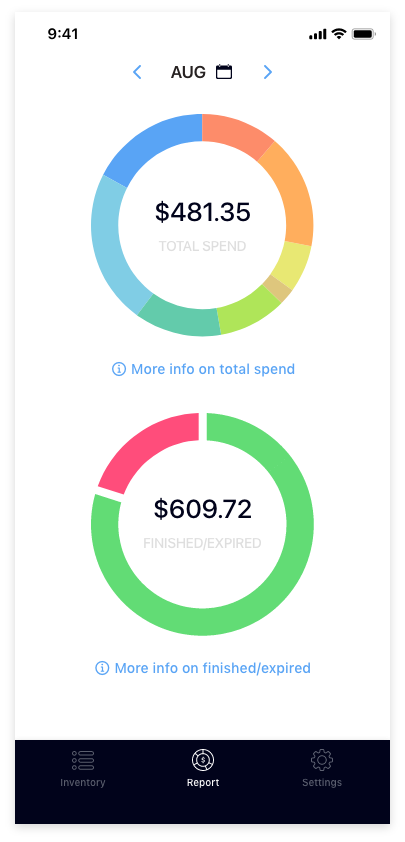 9:41
AUG
$481.35
TOTAL SPEND
More info on total spend
$609.72
FINISHED/EXPIRED
More info on finished/expired
Inventory
Report
Settings